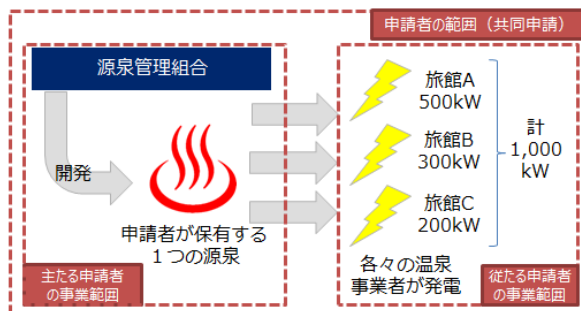 申請者の範囲（共同申請）
源泉管理組合
開発
申請者が保有する
１つの源泉
主たる申請者
の事業範囲
旅館A
500kW
旅館B
300kW
旅館C
200kW
計
1,000
kW
各々の温泉
事業者が発電
従たる申請者
の事業範囲